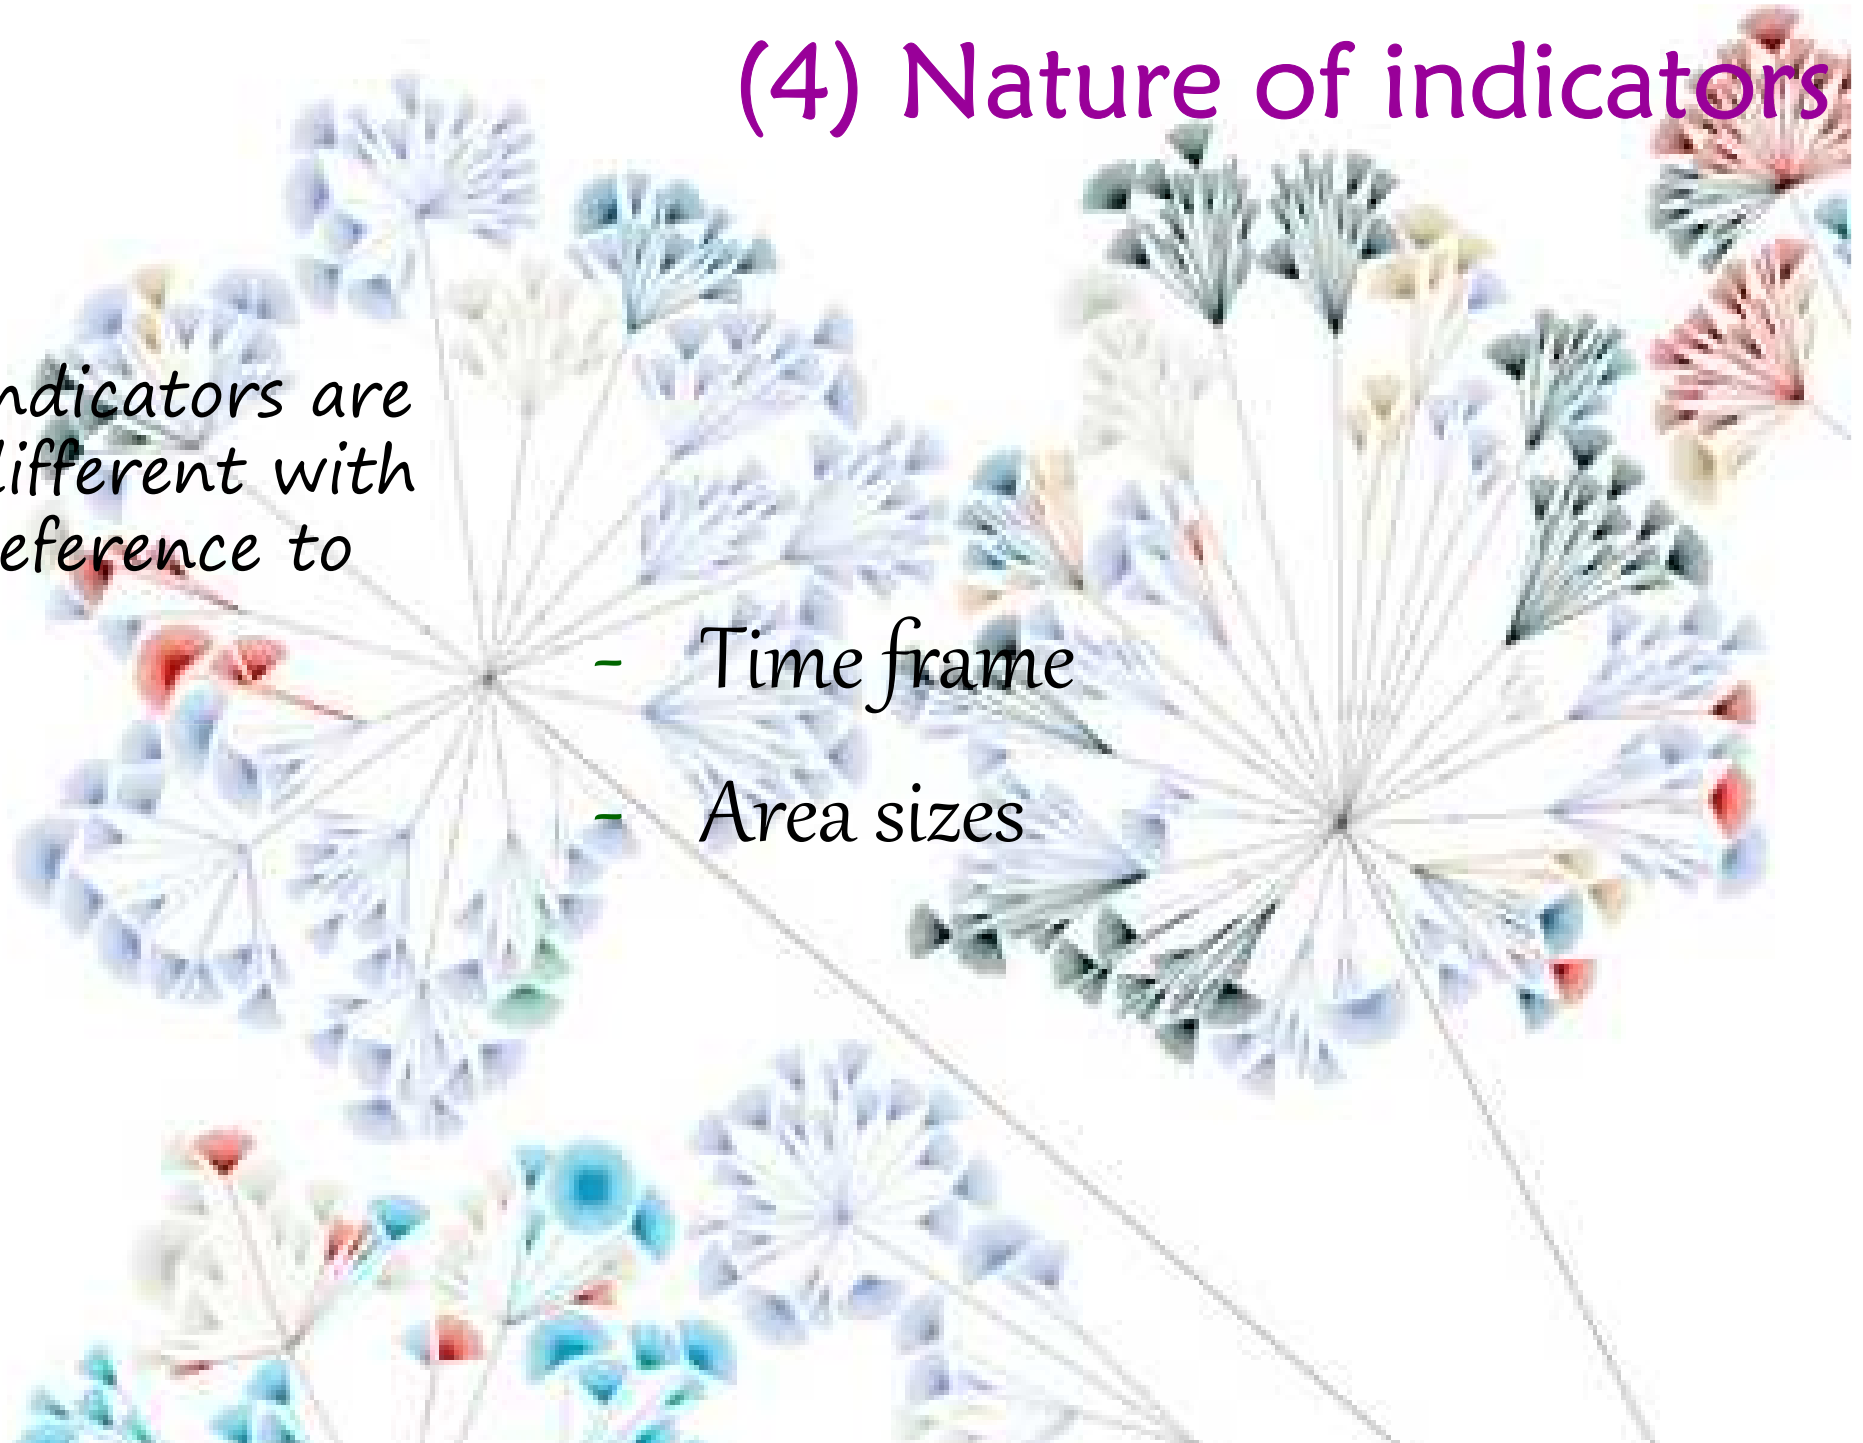 (4) Nature of indicators
ndicators are
ifferent with
eference to
- Time frame
- Area sizes